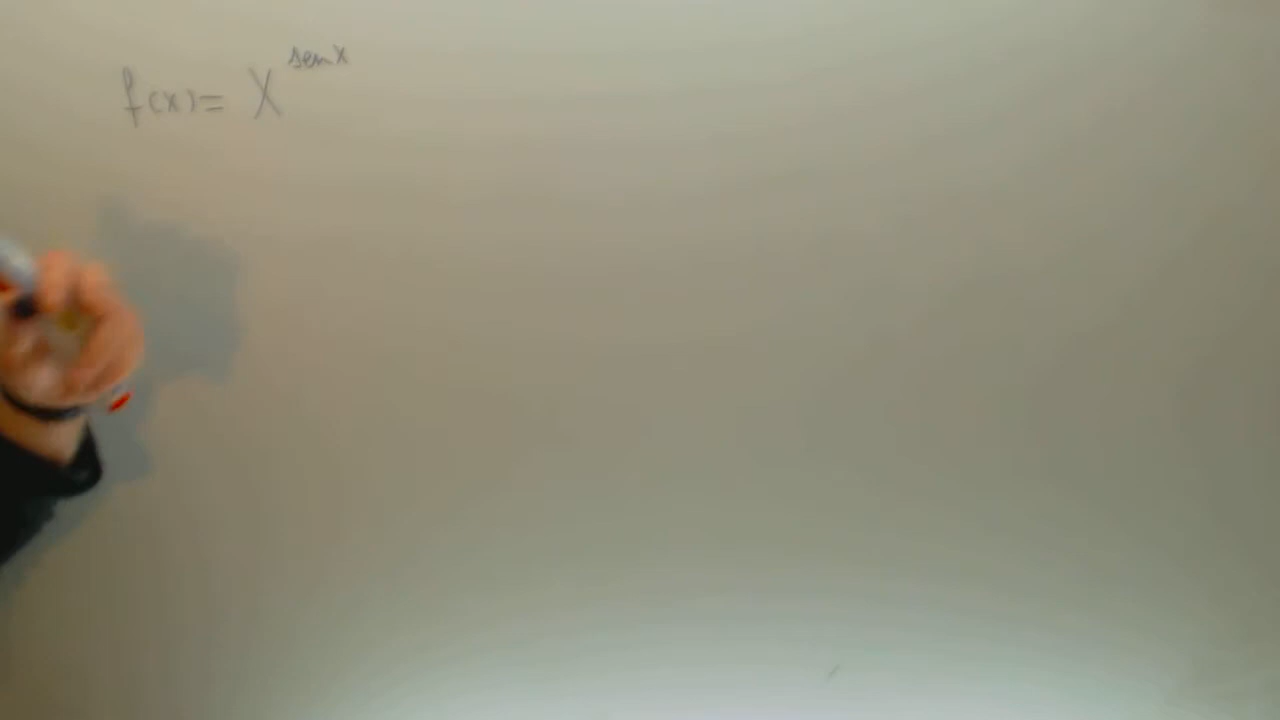 f(x)= X^sen x